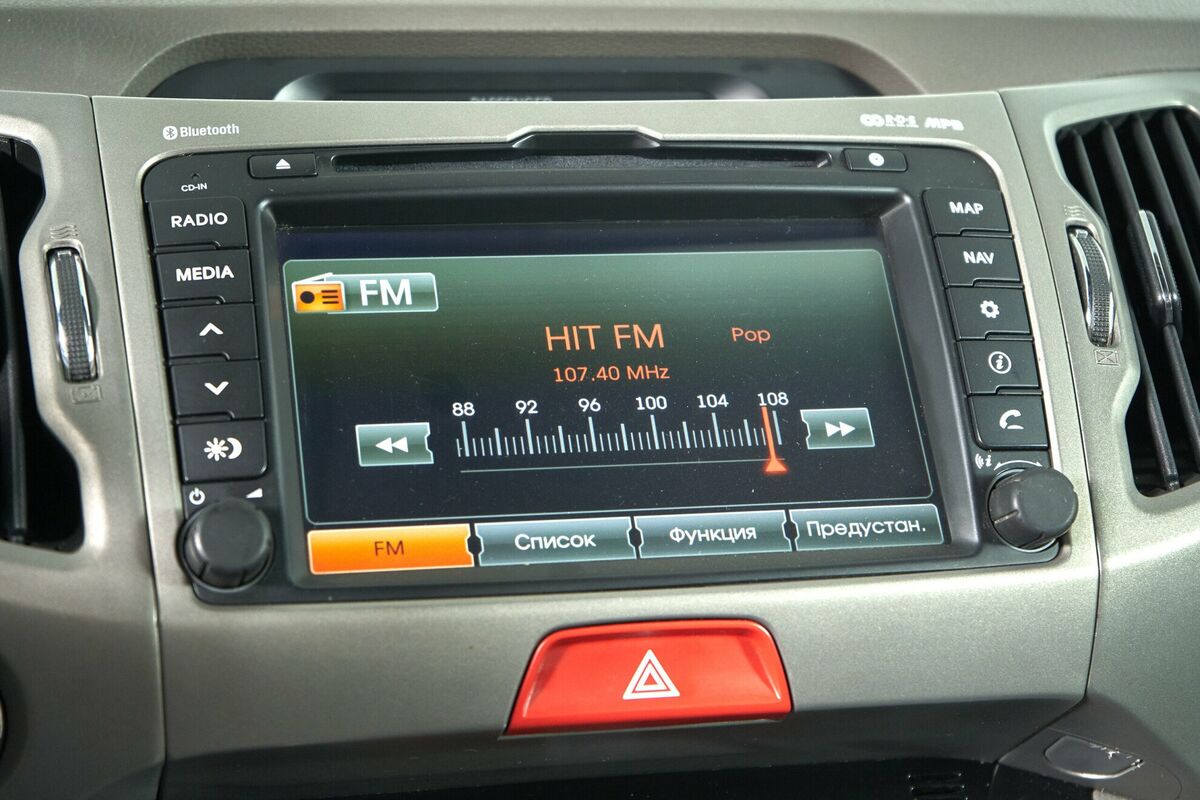 Bluetooth
CD-IN
RADIO
MEDIA
MAP
NAV
FM
HIT FM
Pop
107.40 MHz
88 92 96 100 104 108
FM
Список
Функция
Предустан.